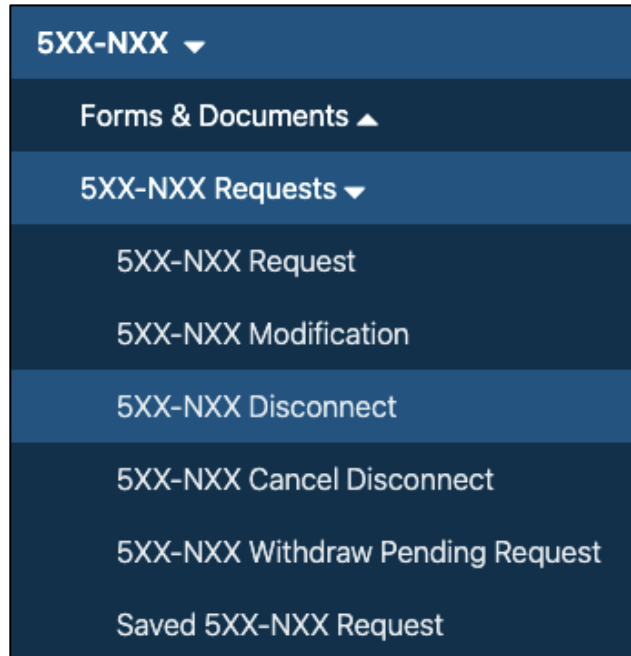 5XX-NXX
Forms & Documents
5XX-NXX Requests
5XX-NXX Request
5XX-NXX Modification
5XX-NXX Disconnect
5XX-NXX Cancel Disconnect
5XX-NXX Withdraw Pending Request
Saved 5XX-NXX Request